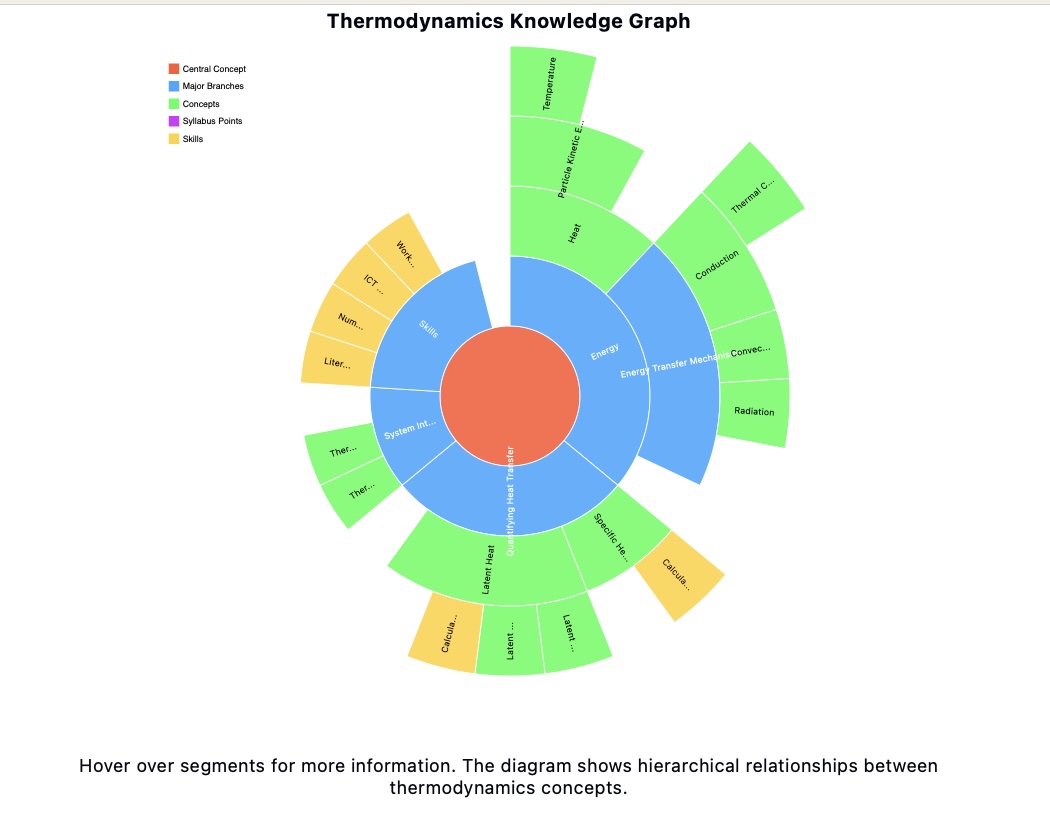 Thermodynamics Knowledge Graph
Central Concept
Major Branches
Concepts
Syllabus Points
Skills
Temperature
Particle Kinetic E...
Heat
Thermal C...
Conduction
Convec...
Radiation
Energy Transfer Mechanis
Energy
Specific He...
Calcula...
Quantifying Heat Transfer
Latent Heat
Latent ...
Latent ...
Calcula...
System Int...
Ther...
Ther...
Skills
Liter...
Num...
ICT ...
Work...
Hover over segments for more information. The diagram shows hierarchical relationships between
thermodynamics concepts.